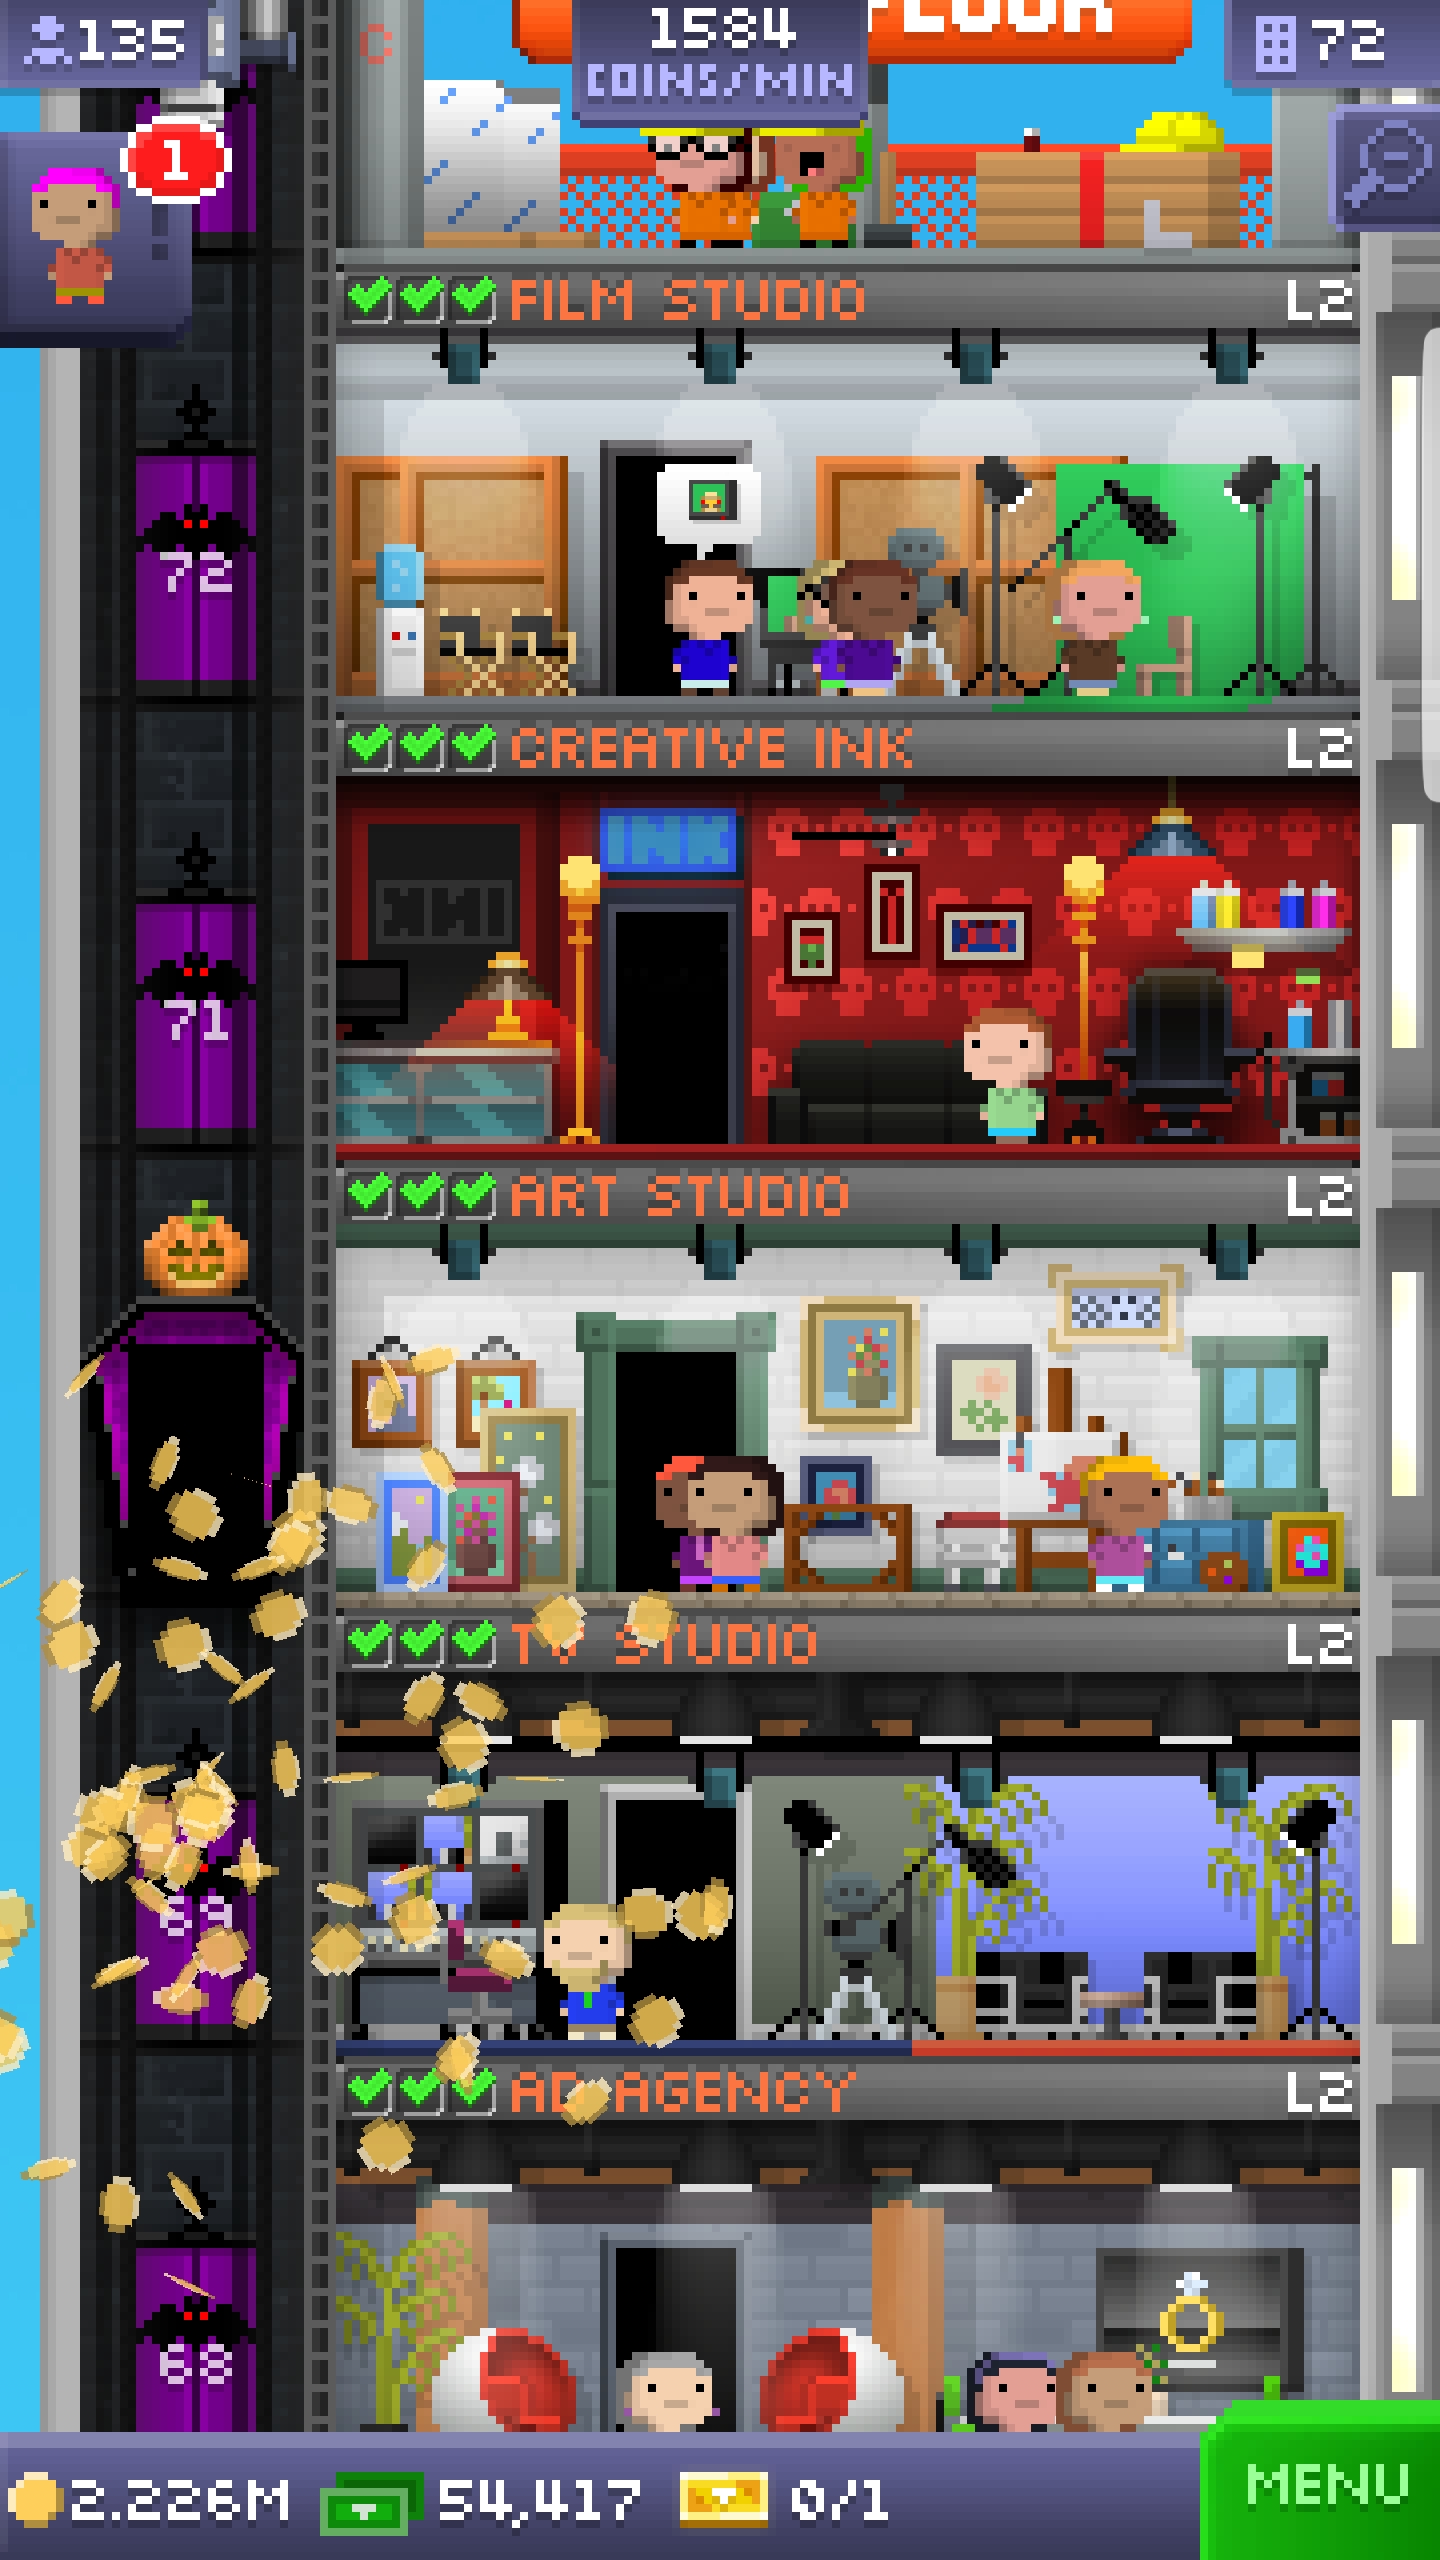 135
1584
COINS/MIN
FLOOR
72
1
FILM STUDIO L2
72
CREATIVE INK L2
INK
71
ART STUDIO L2
TV STUDIO L2
69
AD AGENCY L2
68
2.226M 54,417 0/1
MENU